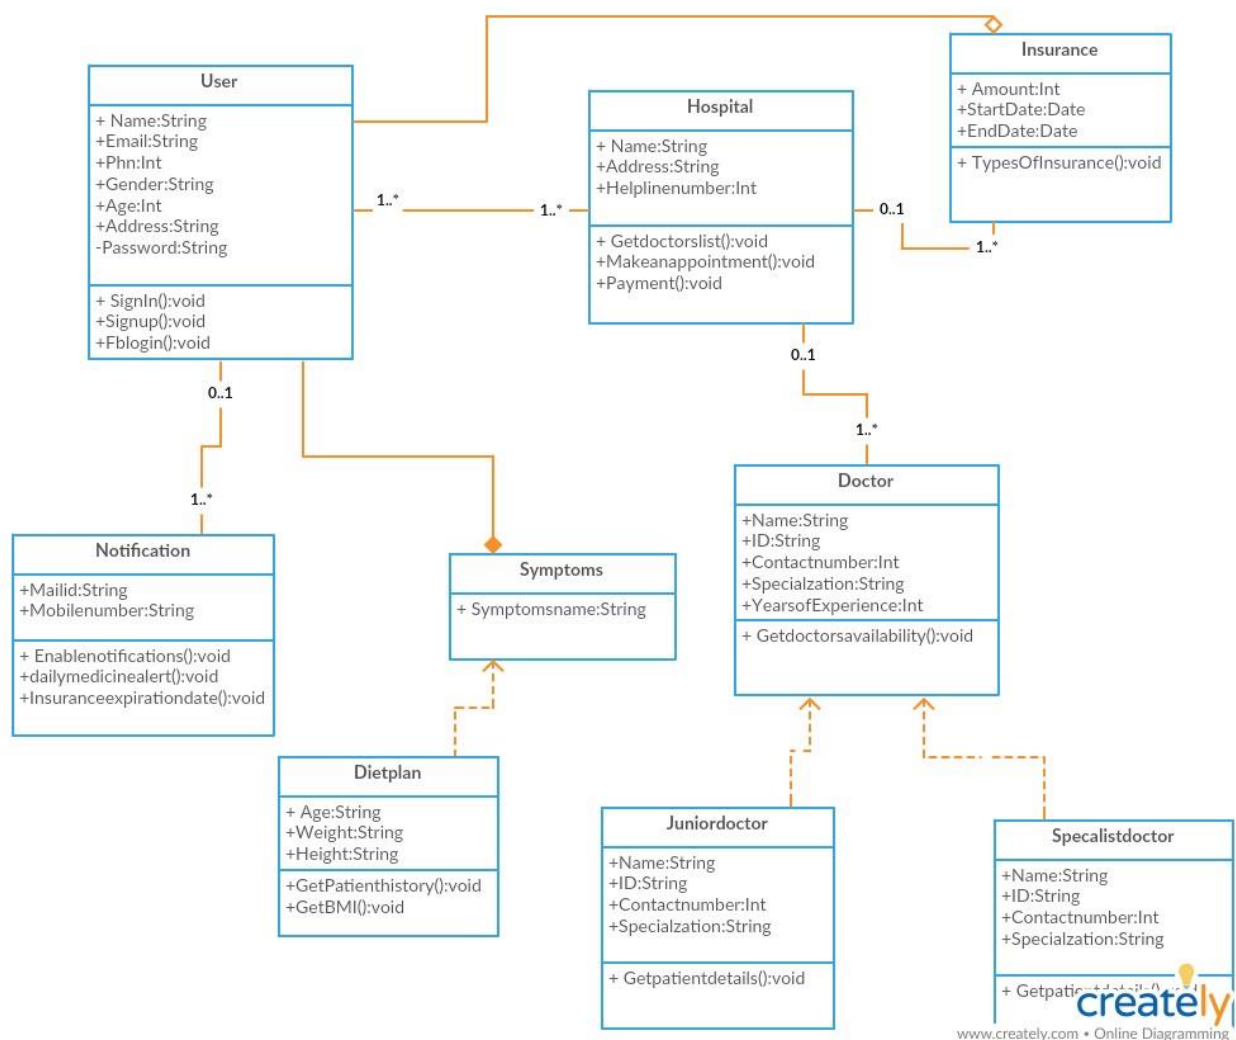 User
+ Name:String
+Email:String
+Phn:Int
+Gender:String
+Age:Int
+Address:String
-Password:String
+ SignIn():void
+Signup():void
+Fblogin():void
Hospital
+ Name:String
+Address:String
+Helplinenumber:Int
+ Getdoctorslist():void
+Makeanappointment():void
+Payment():void
Insurance
+ Amount:Int
+StartDate:Date
+EndDate:Date
+ TypesOfInsurance():void
1..*
1..*
0..1
1..*
0..1
1..*
0..1
1..*
Notification
+Mailid:String
+Mobilenumber:String
+ Enablenotifications():void
+dailymedicinealert():void
+Insuranceexpirationdate():void
Symptoms
+ Symptomsname:String
Doctor
+Name:String
+ID:String
+Contactnumber:Int
+Specialzation:String
+YearsofExperience:Int
+ Getdoctorsavailability():void
Dietplan
+ Age:String
+Weight:String
+Height:String
+GetPatienthistory():void
+GetBMI():void
Juniordoctor
+Name:String
+ID:String
+Contactnumber:Int
+Specialzation:String
+ Getpatientdetails():void
Specalistdoctor
+Name:String
+ID:String
+Contactnumber:Int
+Specialzation:String
+
creately
www.creately.com • Online Diagramming